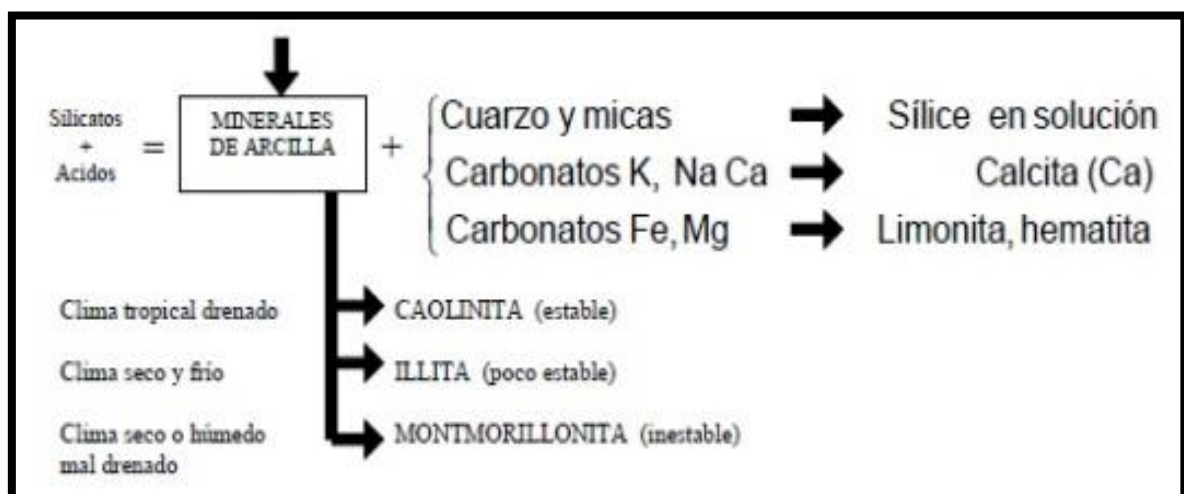 Silicatos
+
Acidos
=
MINERALES
DE ARCILLA
+
Cuarzo y micas
Sílice en solución
Carbonatos K, Na Ca
Calcita (Ca)
Carbonatos Fe, Mg
Limonita, hematita
Clima tropical drenado
CAOLINITA (estable)
Clima seco y frio
ILLITA (poco estable)
Clima seco o húmedo
mal drenado
MONTMORILLONITA (inestable)